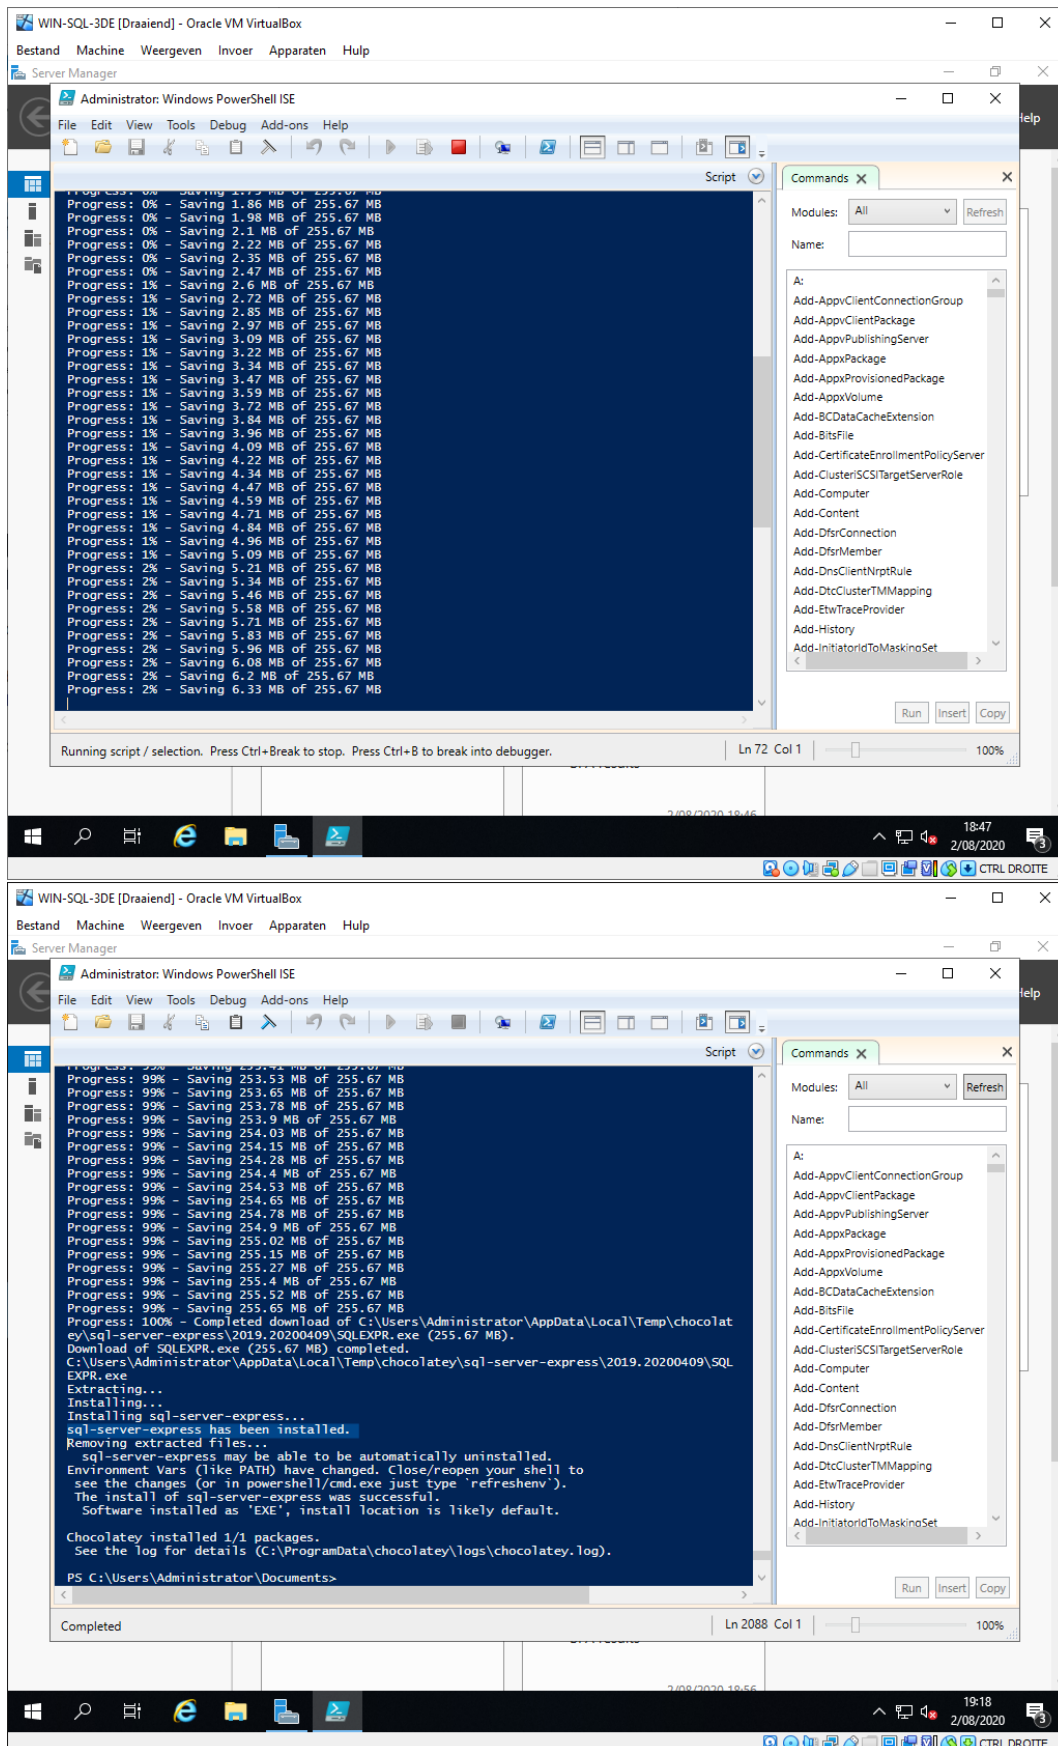 WIN-SQL-3DE [Draaiend] - Oracle VM VirtualBox
Bestand Machine Weergeven Invoer Apparaten Hulp
Server Manager
Administrator: Windows PowerShell ISE
Help
File Edit View Tools Debug Add-ons Help
Script
Commands
Progress: 0% - Saving 1.73 MB of 255.67 MB
Progress: 0% - Saving 1.86 MB of 255.67 MB
Progress: 0% - Saving 1.98 MB of 255.67 MB
Progress: 0% - Saving 2.1 MB of 255.67 MB
Progress: 0% - Saving 2.22 MB of 255.67 MB
Progress: 0% - Saving 2.35 MB of 255.67 MB
Progress: 0% - Saving 2.47 MB of 255.67 MB
Progress: 1% - Saving 2.6 MB of 255.67 MB
Progress: 1% - Saving 2.72 MB of 255.67 MB
Progress: 1% - Saving 2.85 MB of 255.67 MB
Progress: 1% - Saving 2.97 MB of 255.67 MB
Progress: 1% - Saving 3.09 MB of 255.67 MB
Progress: 1% - Saving 3.22 MB of 255.67 MB
Progress: 1% - Saving 3.34 MB of 255.67 MB
Progress: 1% - Saving 3.47 MB of 255.67 MB
Progress: 1% - Saving 3.59 MB of 255.67 MB
Progress: 1% - Saving 3.72 MB of 255.67 MB
Progress: 1% - Saving 3.84 MB of 255.67 MB
Progress: 1% - Saving 3.96 MB of 255.67 MB
Progress: 1% - Saving 4.09 MB of 255.67 MB
Progress: 1% - Saving 4.22 MB of 255.67 MB
Progress: 1% - Saving 4.34 MB of 255.67 MB
Progress: 1% - Saving 4.47 MB of 255.67 MB
Progress: 1% - Saving 4.59 MB of 255.67 MB
Progress: 1% - Saving 4.71 MB of 255.67 MB
Progress: 1% - Saving 4.84 MB of 255.67 MB
Progress: 1% - Saving 4.96 MB of 255.67 MB
Progress: 1% - Saving 5.09 MB of 255.67 MB
Progress: 2% - Saving 5.21 MB of 255.67 MB
Progress: 2% - Saving 5.34 MB of 255.67 MB
Progress: 2% - Saving 5.46 MB of 255.67 MB
Progress: 2% - Saving 5.58 MB of 255.67 MB
Progress: 2% - Saving 5.71 MB of 255.67 MB
Progress: 2% - Saving 5.83 MB of 255.67 MB
Progress: 2% - Saving 5.96 MB of 255.67 MB
Progress: 2% - Saving 6.08 MB of 255.67 MB
Progress: 2% - Saving 6.2 MB of 255.67 MB
Progress: 2% - Saving 6.33 MB of 255.67 MB
Modules: All Refresh
Name:
A:
Add-AppvClientConnectionGroup
Add-AppvClientPackage
Add-AppvPublishingServer
Add-AppxPackage
Add-AppxProvisionedPackage
Add-AppxVolume
Add-BCDataCacheExtension
Add-BitsFile
Add-CertificateEnrollmentPolicyServer
Add-ClusteriSCSITargetServerRole
Add-Computer
Add-Content
Add-DfsrConnection
Add-DfsrMember
Add-DnsClientNrptRule
Add-DtcClusterTMMapping
Add-EtwTraceProvider
Add-History
Add-InitiatorIdToMaskingSet
Run Insert Copy
Running script / selection. Press Ctrl+Break to stop. Press Ctrl+B to break into debugger.
Ln 72 Col 1
100%
BPA results
2/08/2020 18:46
18:47
2/08/2020
3
CTRL DROITE
WIN-SQL-3DE [Draaiend] - Oracle VM VirtualBox
Bestand Machine Weergeven Invoer Apparaten Hulp
Server Manager
Administrator: Windows PowerShell ISE
Help
File Edit View Tools Debug Add-ons Help
Script
Commands
Progress: 99% - Saving 253.41 MB of 255.67 MB
Progress: 99% - Saving 253.53 MB of 255.67 MB
Progress: 99% - Saving 253.65 MB of 255.67 MB
Progress: 99% - Saving 253.78 MB of 255.67 MB
Progress: 99% - Saving 253.9 MB of 255.67 MB
Progress: 99% - Saving 254.03 MB of 255.67 MB
Progress: 99% - Saving 254.15 MB of 255.67 MB
Progress: 99% - Saving 254.28 MB of 255.67 MB
Progress: 99% - Saving 254.4 MB of 255.67 MB
Progress: 99% - Saving 254.53 MB of 255.67 MB
Progress: 99% - Saving 254.65 MB of 255.67 MB
Progress: 99% - Saving 254.78 MB of 255.67 MB
Progress: 99% - Saving 254.9 MB of 255.67 MB
Progress: 99% - Saving 255.02 MB of 255.67 MB
Progress: 99% - Saving 255.15 MB of 255.67 MB
Progress: 99% - Saving 255.27 MB of 255.67 MB
Progress: 99% - Saving 255.4 MB of 255.67 MB
Progress: 99% - Saving 255.52 MB of 255.67 MB
Progress: 99% - Saving 255.65 MB of 255.67 MB
Progress: 100% - Completed download of C:\Users\Administrator\AppData\Local\Temp\chocolat
ey\sql-server-express\2019.20200409\SQLEXPR.exe (255.67 MB).
Download of SQLEXPR.exe (255.67 MB) completed.
C:\Users\Administrator\AppData\Local\Temp\chocolatey\sql-server-express\2019.20200409\SQL
EXPR.exe
Extracting...
Installing...
Installing sql-server-express...
sql-server-express has been installed.
Removing extracted files...
sql-server-express may be able to be automatically uninstalled.
Environment Vars (like PATH) have changed. Close/reopen your shell to
see the changes (or in powershell/cmd.exe just type `refreshenv`).
The install of sql-server-express was successful.
Software installed as 'EXE', install location is likely default.
Chocolatey installed 1/1 packages.
See the log for details (C:\ProgramData\chocolatey\logs\chocolatey.log).
PS C:\Users\Administrator\Documents>
Modules: All Refresh
Name:
A:
Add-AppvClientConnectionGroup
Add-AppvClientPackage
Add-AppvPublishingServer
Add-AppxPackage
Add-AppxProvisionedPackage
Add-AppxVolume
Add-BCDataCacheExtension
Add-BitsFile
Add-CertificateEnrollmentPolicyServer
Add-ClusteriSCSITargetServerRole
Add-Computer
Add-Content
Add-DfsrConnection
Add-DfsrMember
Add-DnsClientNrptRule
Add-DtcClusterTMMapping
Add-EtwTraceProvider
Add-History
Add-InitiatorIdToMaskingSet
Run Insert Copy
Completed
Ln 2088 Col 1
100%
2/08/2020 18:56
19:18
2/08/2020
3
CTRL DROITE